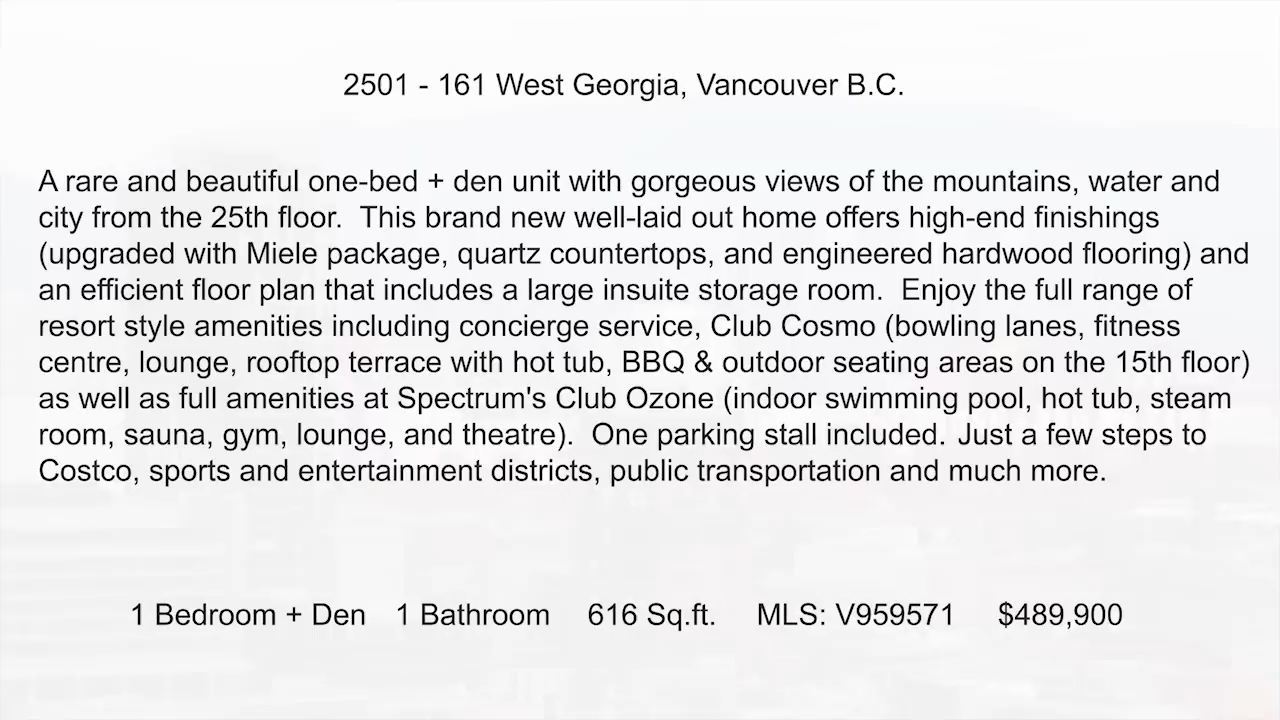 2501 - 161 West Georgia, Vancouver B.C.
A rare and beautiful one-bed + den unit with gorgeous views of the mountains, water and
city from the 25th floor.  This brand new well-laid out home offers high-end finishings
(upgraded with Miele package, quartz countertops, and engineered hardwood flooring) and
an efficient floor plan that includes a large insuite storage room.  Enjoy the full range of
resort style amenities including concierge service, Club Cosmo (bowling lanes, fitness
centre, lounge, rooftop terrace with hot tub, BBQ & outdoor seating areas on the 15th floor)
as well as full amenities at Spectrum's Club Ozone (indoor swimming pool, hot tub, steam
room, sauna, gym, lounge, and theatre).  One parking stall included. Just a few steps to
Costco, sports and entertainment districts, public transportation and much more.
1 Bedroom + Den 1 Bathroom 616 Sq.ft. MLS: V959571 $489,900